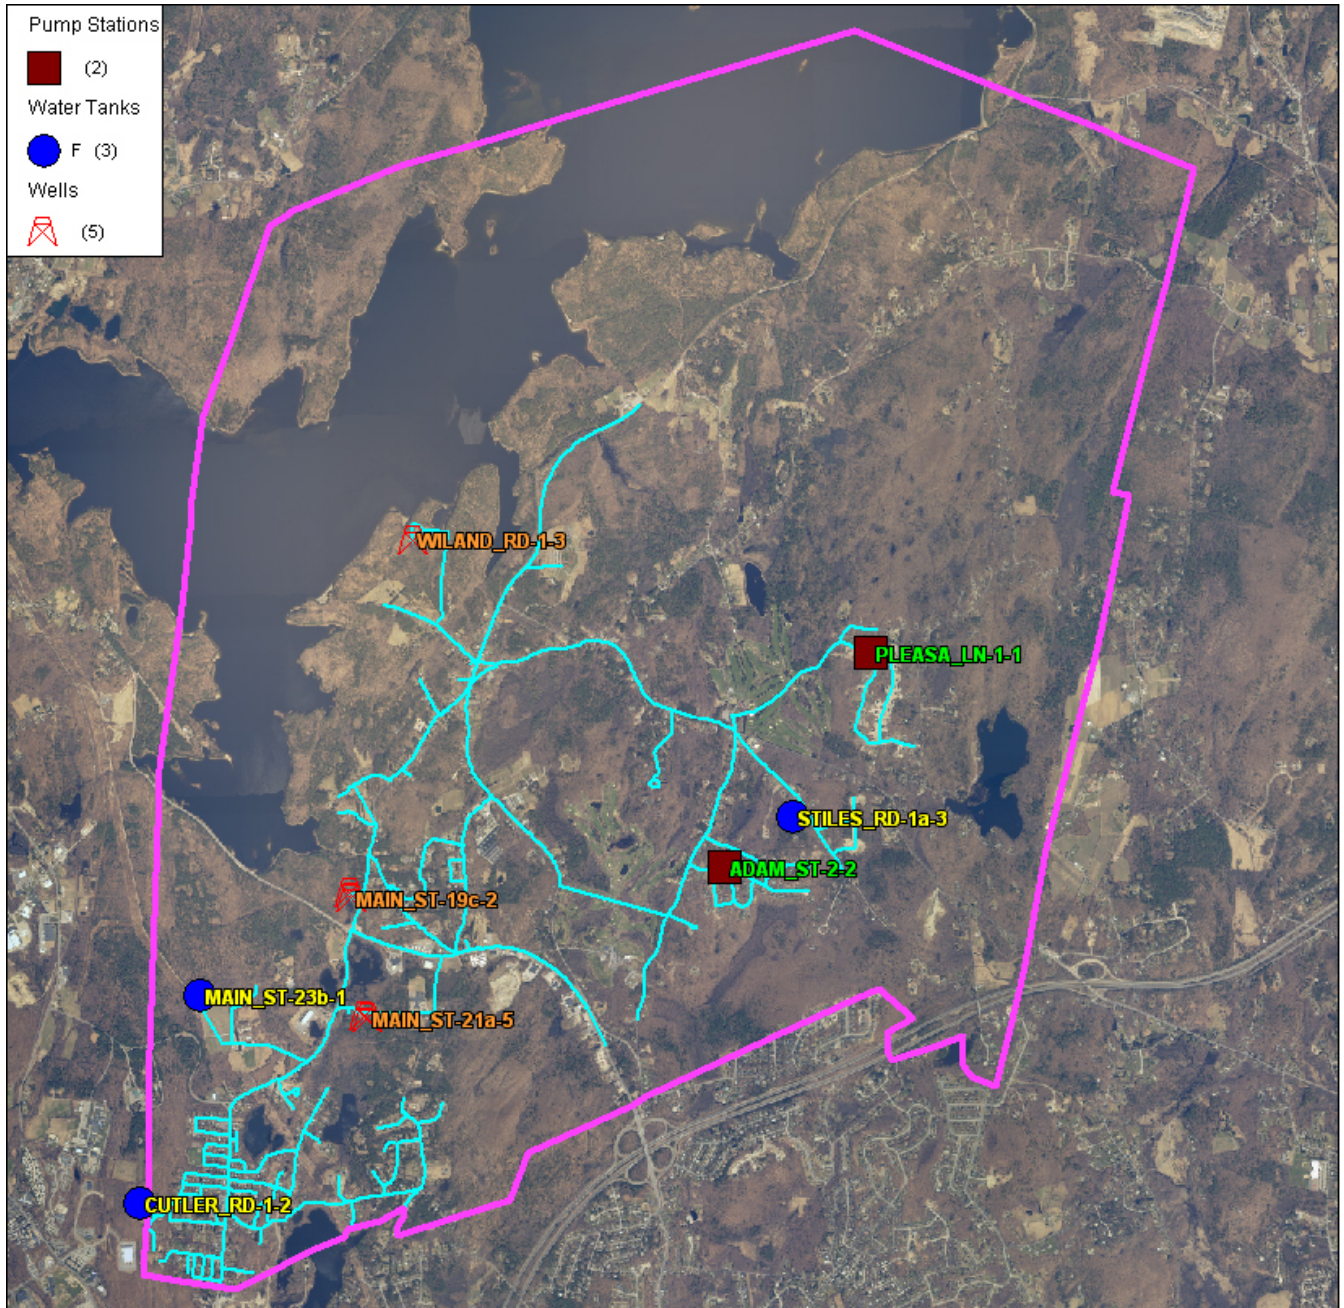 Pump Stations
(2)
Water Tanks
F (3)
Wells
(5)
WILAND_RD-1-3
PLEASA_LN-1-1
STILES_RD-1a-3
ADAM_ST-2-2
MAIN_ST-19c-2
MAIN_ST-23b-1
MAIN_ST-21a-5
CUTLER_RD-1-2